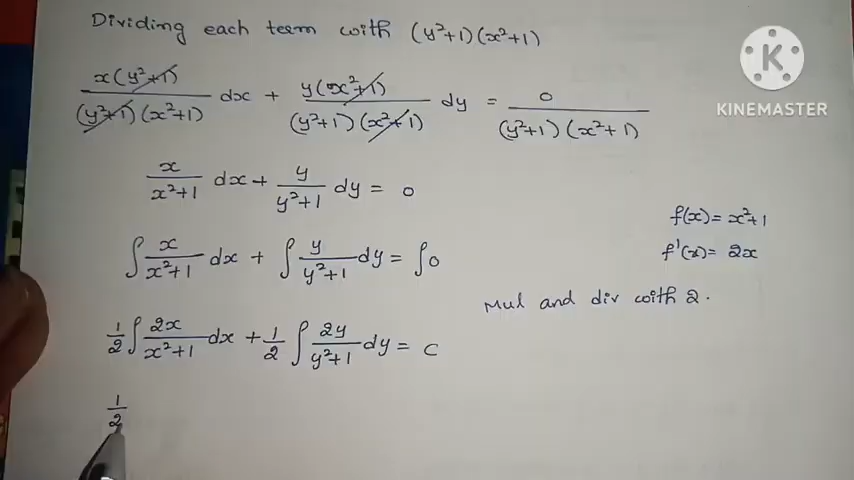 Dividing each term with (y²+1)(x²+1)
x(y²+1)/(y²+1)(x²+1) dx + y(x²+1)/(y²+1)(x²+1) dy = 0/(y²+1)(x²+1)
K
KINEMASTER
x/x²+1 dx + y/y²+1 dy = 0
f(x) = x²+1
∫ x/x²+1 dx + ∫ y/y²+1 dy = ∫0
f'(x) = 2x
Mul and div with 2.
1/2 ∫ 2x/x²+1 dx + 1/2 ∫ 2y/y²+1 dy = c
1/2